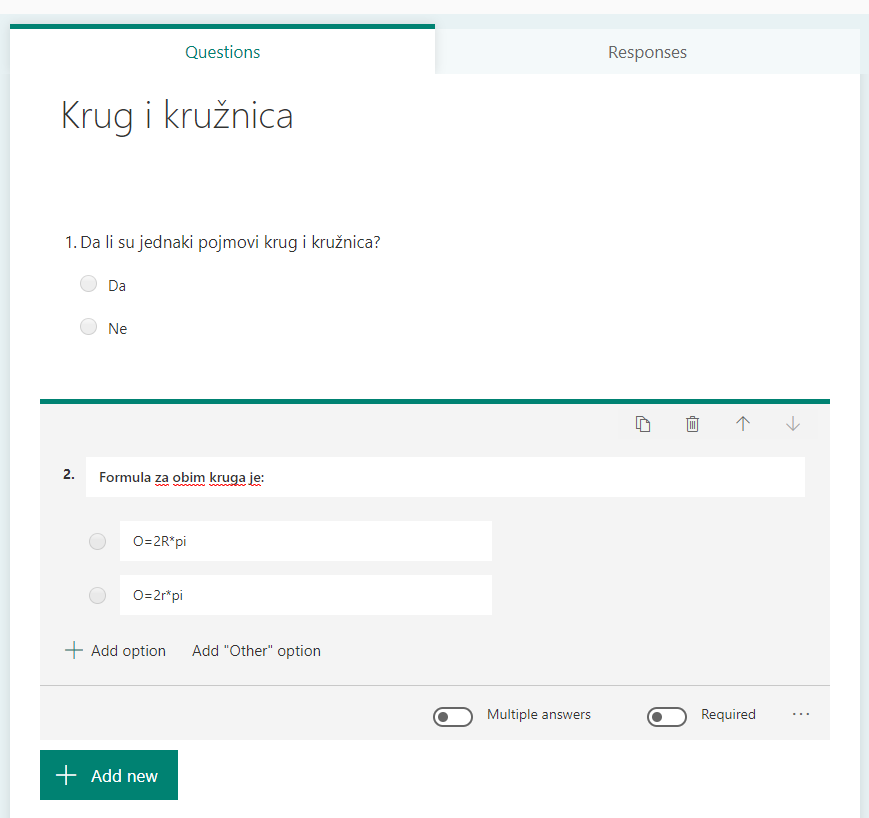 Questions
Responses
Krug i kružnica
1. Da li su jednaki pojmovi krug i kružnica?
Da
Ne
2. Formula za obim kruga je:
O=2R*pi
O=2r*pi
Add option Add "Other" option
Multiple answers Required ...
Add new